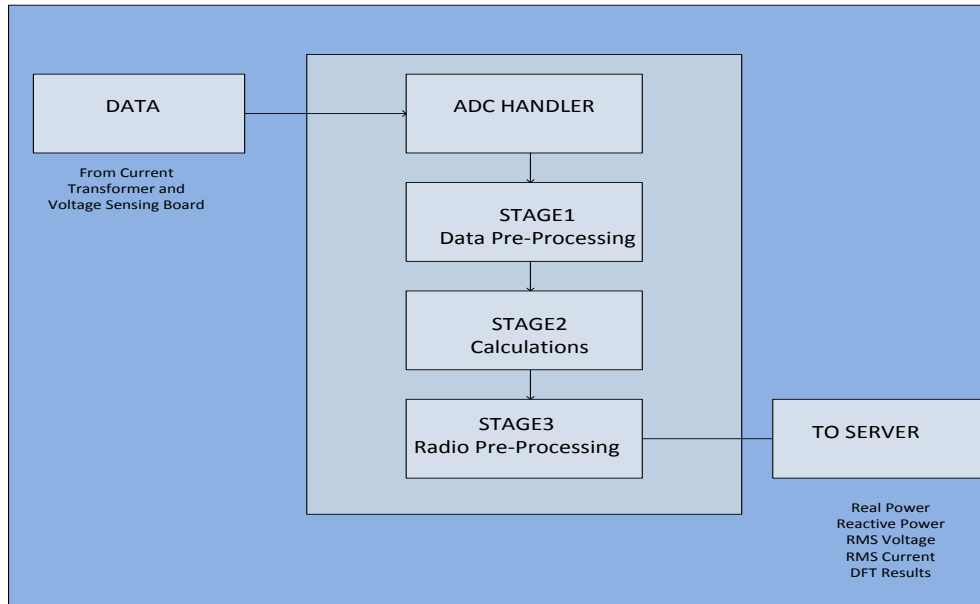 DATA
From Current
Transformer and
Voltage Sensing Board
ADC HANDLER
STAGE1
Data Pre-Processing
STAGE2
Calculations
STAGE3
Radio Pre-Processing
TO SERVER
Real Power
Reactive Power
RMS Voltage
RMS Current
DFT Results